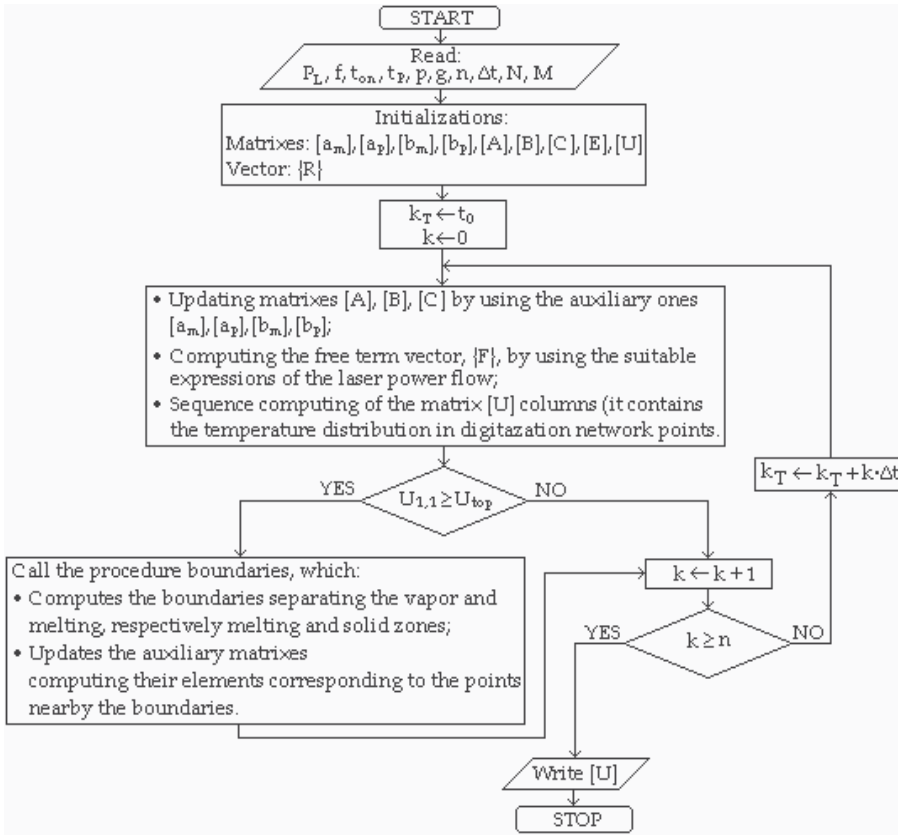 START
Read:
P_L, f, t_on, t_P, p, g, n, Δt, N, M
Initializations:
Matrixes: [a_m],[a_p],[b_m],[b_p],[A],[B],[C],[E],[U]
Vector: {R}
k_T ← t_0
k ← 0
• Updating matrixes [A], [B], [C] by using the auxiliary ones
[a_m],[a_p],[b_m],[b_p];
• Computing the free term vector, {F}, by using the suitable
expressions of the laser power flow;
• Sequence computing of the matrix [U] columns (it contains
the temperature distribution in digitazation network points.
k_T ← k_T + k·Δt
YES
U_1,1 ≥ U_top
NO
Call the procedure boundaries, which:
• Computes the boundaries separating the vapor and
melting, respectively melting and solid zones;
• Updates the auxiliary matrixes
computing their elements corresponding to the points
nearby the boundaries.
k ← k + 1
YES
k ≥ n
NO
Write [U]
STOP